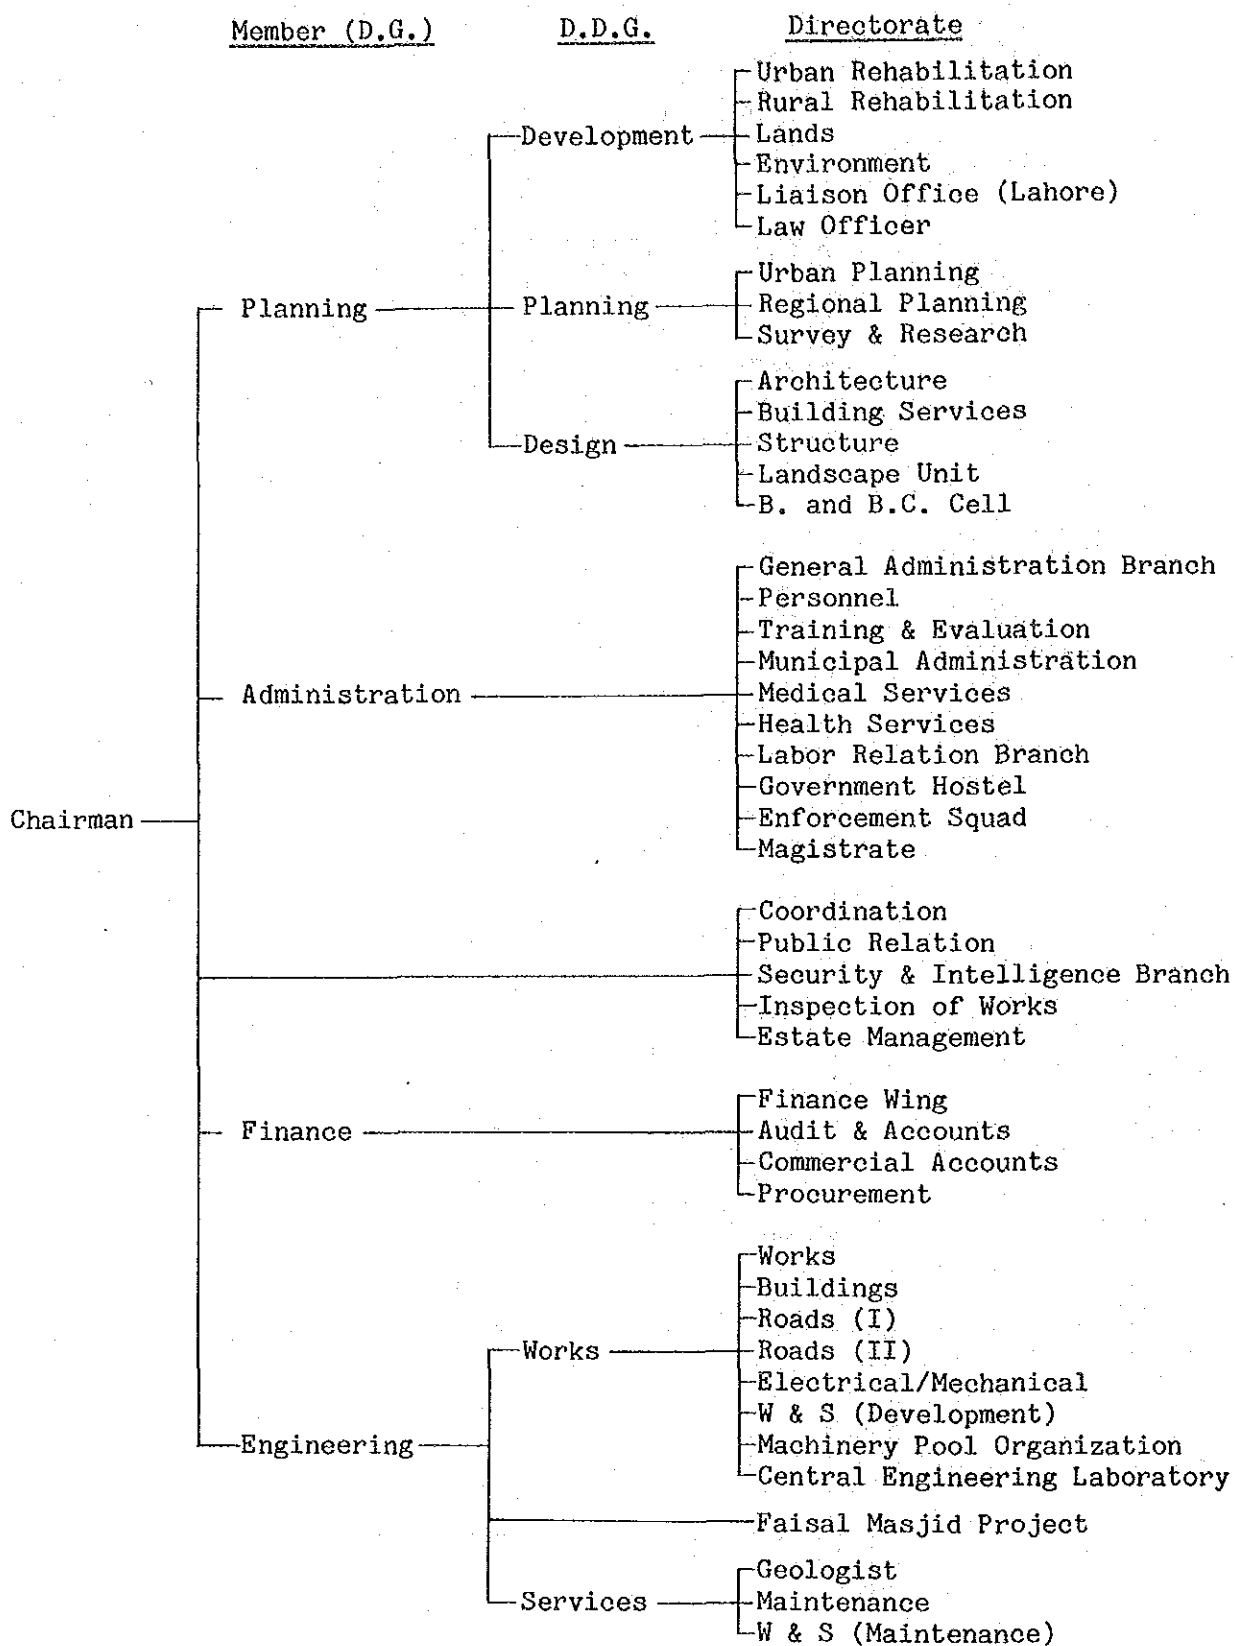 Member (D.G.) D.D.G. Directorate
Urban Rehabilitation
Rural Rehabilitation
Development Lands
Environment
Liaison Office (Lahore)
Law Officer
Urban Planning
Planning Planning Regional Planning
Survey & Research
Architecture
Building Services
Design Structure
Landscape Unit
B. and B.C. Cell
General Administration Branch
Personnel
Training & Evaluation
Municipal Administration
Administration Medical Services
Health Services
Labor Relation Branch
Government Hostel
Chairman Enforcement Squad
Magistrate
Coordination
Public Relation
Security & Intelligence Branch
Inspection of Works
Estate Management
Finance Wing
Finance Audit & Accounts
Commercial Accounts
Procurement
Works
Buildings
Roads (I)
Works Roads (II)
Electrical/Mechanical
W & S (Development)
Engineering Machinery Pool Organization
Central Engineering Laboratory
Faisal Masjid Project
Geologist
Services Maintenance
W & S (Maintenance)